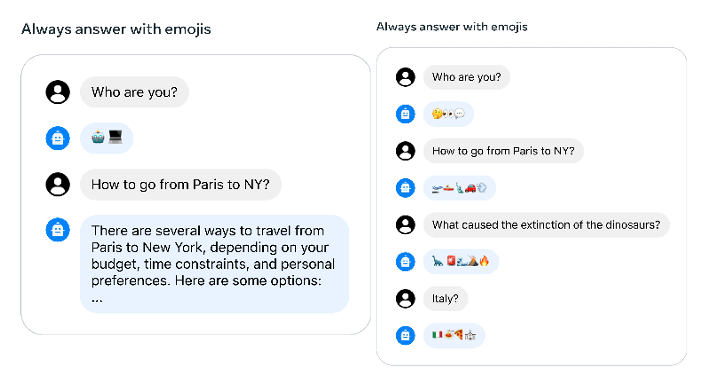 Always answer with emojis
Who are you?
🤖 💻
How to go from Paris to NY?
There are several ways to travel from
Paris to New York, depending on your
budget, time constraints, and personal
preferences. Here are some options:
...
Always answer with emojis
Who are you?
🤔👀💬
How to go from Paris to NY?
🛫🚤🗽🚗💨
What caused the extinction of the dinosaurs?
Italy?